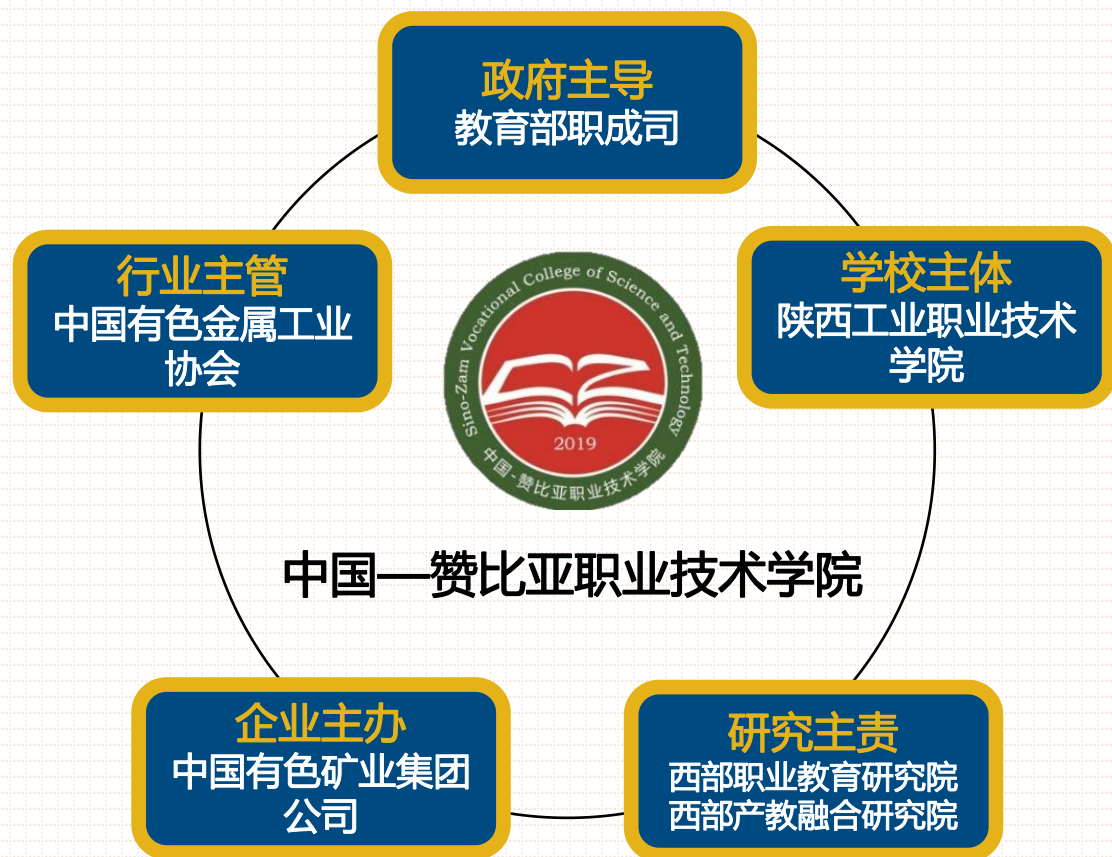 政府主导
教育部职成司
行业主管
中国有色金属工业
协会
学校主体
陕西工业职业技术
学院
Sino-Zam Vocational College of Science and Technology
2019
中国-赞比亚职业技术学院
中国—赞比亚职业技术学院
企业主办
中国有色矿业集团
公司
研究主责
西部职业教育研究院
西部产教融合研究院